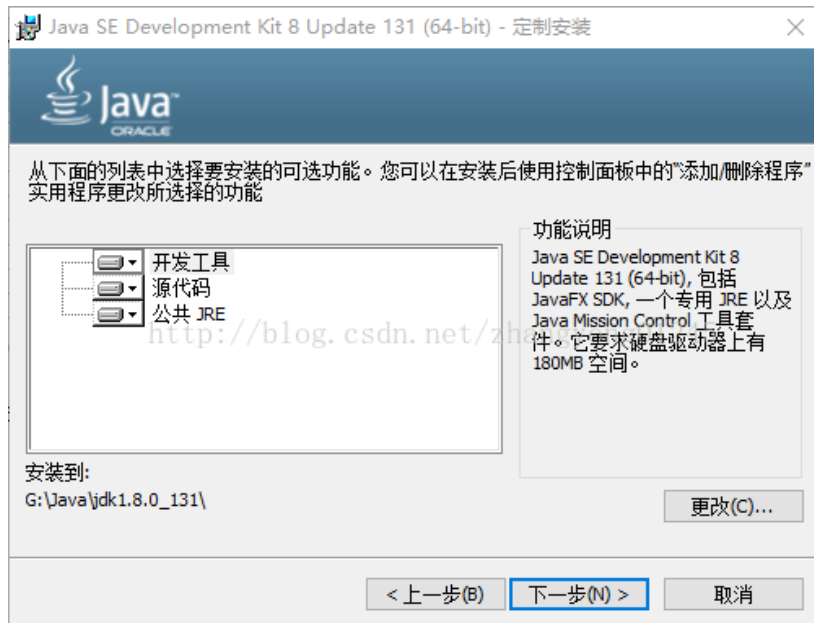 Java SE Development Kit 8 Update 131 (64-bit) - 定制安装
Java™
ORACLE
从下面的列表中选择要安装的可选功能。您可以在安装后使用控制面板中的"添加/删除程序"
实用程序更改所选择的功能
开发工具
源代码
公共 JRE
功能说明
Java SE Development Kit 8
Update 131 (64-bit), 包括
JavaFX SDK, 一个专用 JRE 以及
Java Mission Control 工具套
件。它要求硬盘驱动器上有
180MB 空间。
安装到:
G:\Java\jdk1.8.0_131\
更改(C)...
< 上一步(B)
下一步(N) >
取消